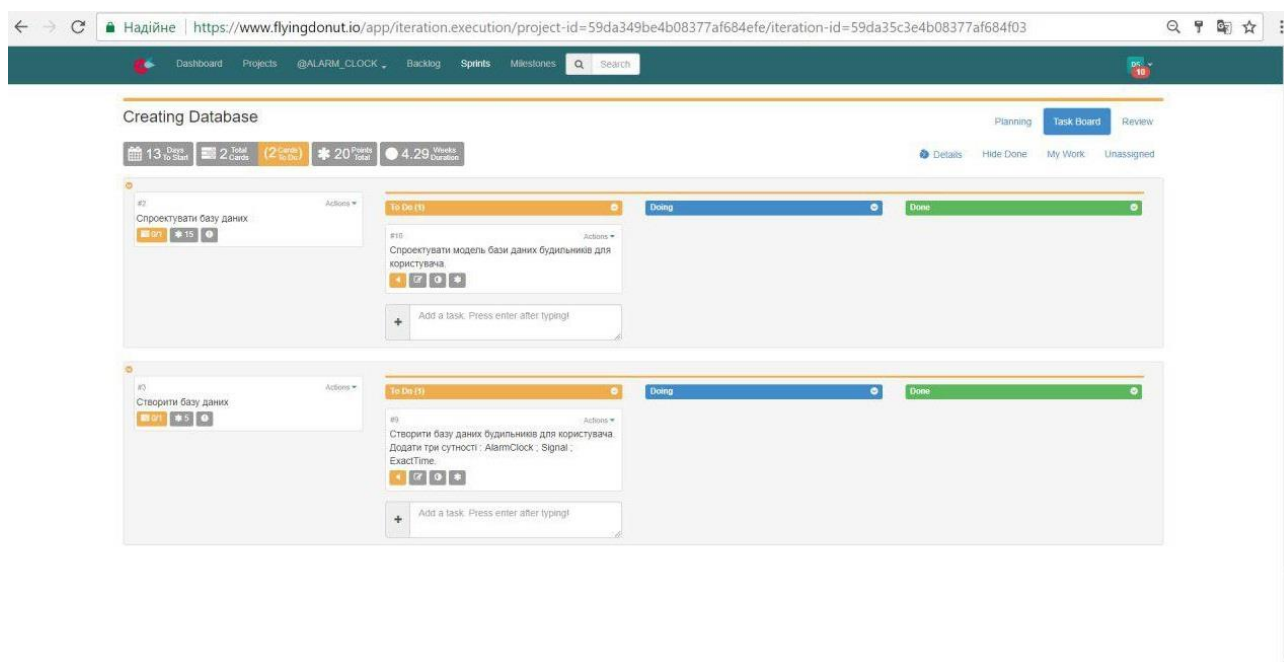 Надійне https://www.flyingdonut.io/app/iteration.execution/project-id=59da349be4b08377af684efe/iteration-id=59da35c3e4b08377af684f03
Dashboard Projects @ALARM_CLOCK Backlog Sprints Milestones Search DS
10
Creating Database
Planning Task Board Review
13 Days To Start 2 Total Cards (2 Cards To Do) 20 Points Total 4.29 Weeks Duration
Details Hide Done My Work Unassigned
#2 Actions
Спроектувати базу даних
0/1 15
To Do (1) Doing Done
#10 Actions
Спроектувати модель бази даних будильників для
користувача.
Add a task. Press enter after typing!
#3 Actions
Створити базу даних
0/1 5
To Do (1) Doing Done
#9 Actions
Створити базу даних будильників для користувача.
Додати три сутності : AlarmClock ; Signal ;
ExactTime.
Add a task. Press enter after typing!